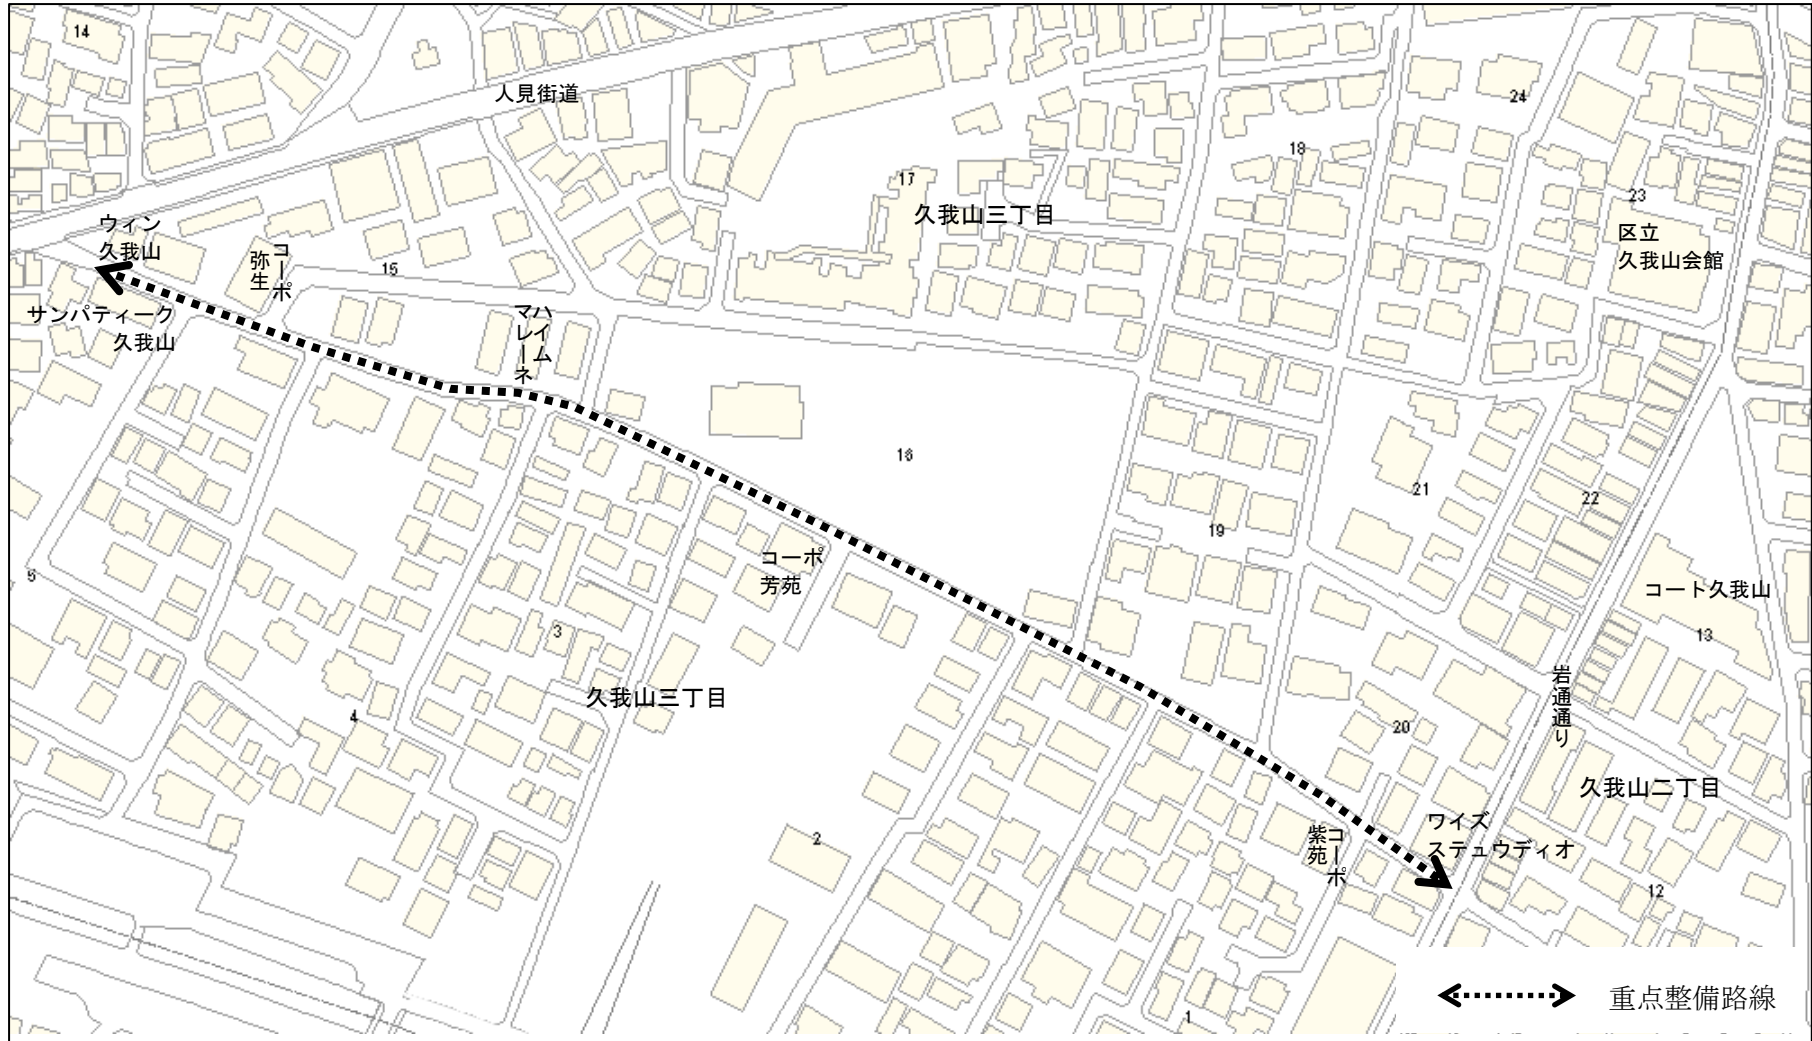 14
人見街道
24
18
17
23
久我山三丁目
ウィン
久我山
区立
久我山会館
コーポ
弥生
15
サンパティーク
久我山
ハイム
マレーネ
16
21
22
19
コーポ
芳苑
5
コート久我山
3
13
久我山三丁目
岩通通り
4
20
久我山二丁目
ワイズ
ステュウディオ
2
コーポ
紫苑
12
1
重点整備路線